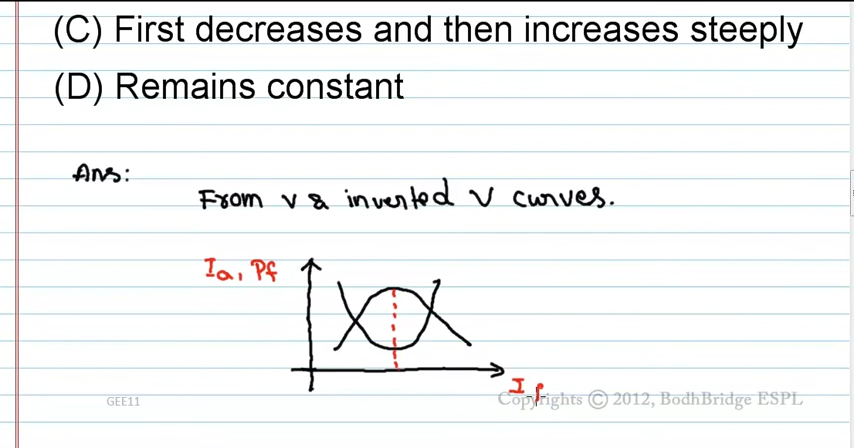 (C) First decreases and then increases steeply
(D) Remains constant
Ans:
From V & inverted V curves.
Ia, Pf
If
GEE11
Copyrights © 2012, BodhBridge ESPL